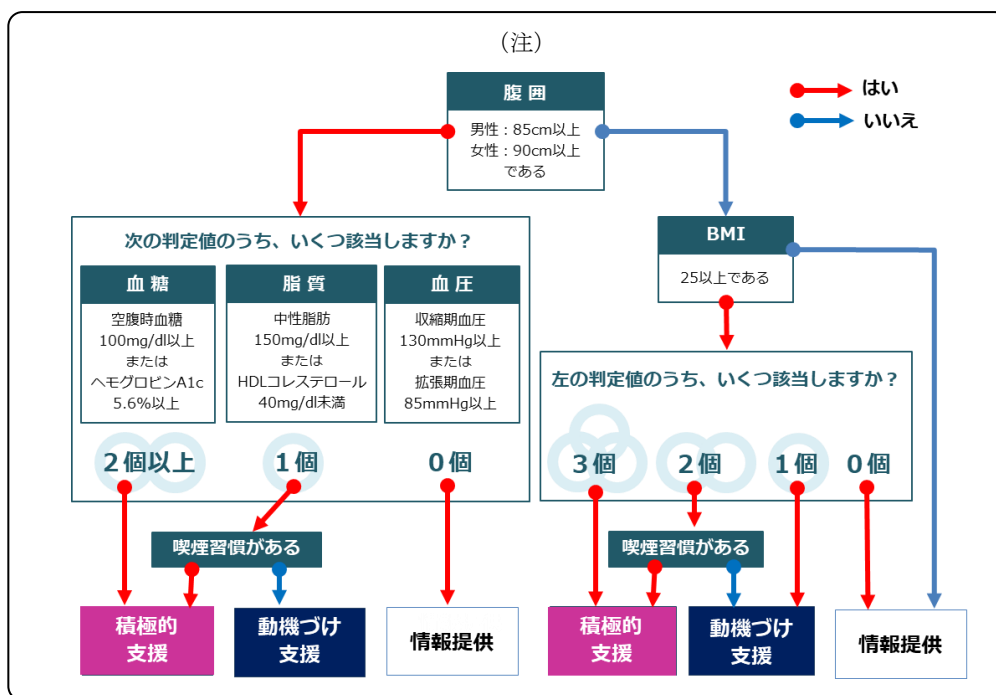 （注）
腹囲
男性：85cm以上
女性：90cm以上
である
はい
いいえ
次の判定値のうち、いくつ該当しますか？
血糖
空腹時血糖
100mg/dl以上
または
ヘモグロビンA1c
5.6%以上
脂質
中性脂肪
150mg/dl以上
または
HDLコレステロール
40mg/dl未満
血圧
収縮期血圧
130mmHg以上
または
拡張期血圧
85mmHg以上
２個以上
１個
０個
喫煙習慣がある
積極的
支援
動機づけ
支援
情報提供
BMI
25以上である
左の判定値のうち、いくつ該当しますか？
３個
２個
１個
０個
喫煙習慣がある
積極的
支援
動機づけ
支援
情報提供